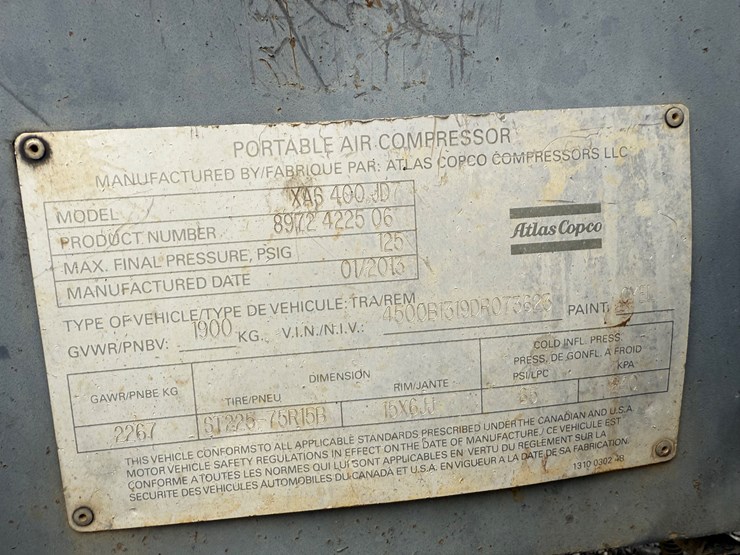 PORTABLE AIR COMPRESSOR
MANUFACTURED BY/FABRIQUE PAR: ATLAS COPCO COMPRESSORS LLC
MODEL XAS 400 JD7
PRODUCT NUMBER 8972 4225 06
MAX. FINAL PRESSURE, PSIG 125
MANUFACTURED DATE 01/2013
Atlas Copco
TYPE OF VEHICLE/TYPE DE VEHICULE: TRA/REM
GVWR/PNBV: 1900 KG. V.I.N./N.I.V.: PAINT:
GAWR/PNBE KG DIMENSION COLD INFL. PRESS.
PRESS. DE GONFL. A FROID
TIRE/PNEU RIM/JANTE PSI/LPC KPA
2267 ST225-75R15B 15X6JJ
THIS VEHICLE CONFORMS TO ALL APPLICABLE STANDARDS PRESCRIBED UNDER THE CANADIAN AND U.S.A
MOTOR VEHICLE SAFETY REGULATIONS IN EFFECT ON THE DATE OF MANUFACTURE./ CE VEHICULE EST
CONFORME A TOUTES LES NORMES QUI LUI SONT APPLICABLES EN VERTU DU REGLEMENT SUR LA
SECURITE DES VEHICULES AUTOMOBILES DU CANADA ET U.S.A. EN VIGUEUR A LA DATE DE SA FABRICATION.
1310 0302 4B